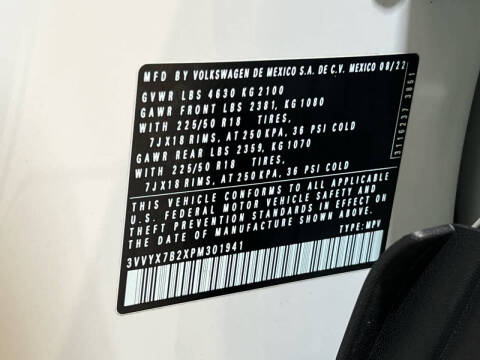 MFD BY VOLKSWAGEN DE MEXICO S.A. DE C.V. MEXICO 08/22
GVWR LBS 4630 KG 2100
GAWR FRONT LBS 2381, KG 1080
WITH 225/50 R18 TIRES,
7JX18 RIMS, AT 250 KPA, 36 PSI COLD
GAWR REAR LBS 2359, KG 1070
WITH 225/50 R18 TIRES,
7JX18 RIMS, AT 250 KPA, 36 PSI COLD
THIS VEHICLE CONFORMS TO ALL APPLICABLE
U.S. FEDERAL MOTOR VEHICLE SAFETY AND
THEFT PREVENTION STANDARDS IN EFFECT ON
DATE OF MANUFACTURE SHOWN ABOVE.
3VVYX7B2XPM301941 TYPE: MPV
3116237 3851